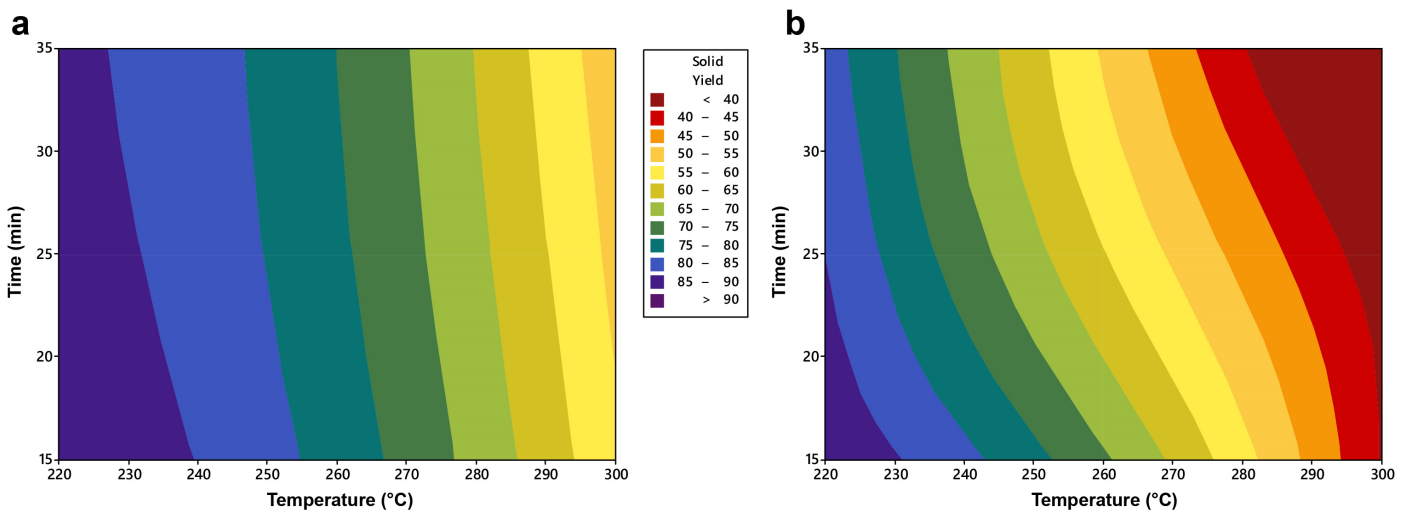 a
35
30
25
20
15
Time (min)
220 230 240 250 260 270 280 290 300
Temperature (°C)
Solid
Yield
< 40
40 – 45
45 – 50
50 – 55
55 – 60
60 – 65
65 – 70
70 – 75
75 – 80
80 – 85
85 – 90
> 90
b
35
30
25
20
15
Time (min)
220 230 240 250 260 270 280 290 300
Temperature (°C)